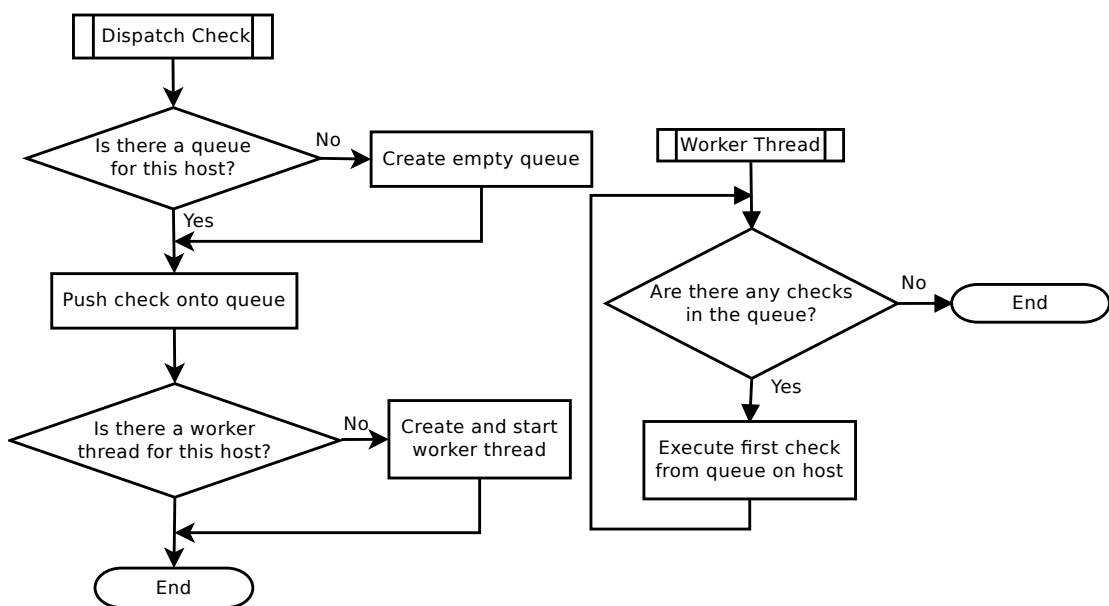 Dispatch Check
Is there a queue
for this host?
No
Create empty queue
Yes
Push check onto queue
Is there a worker
thread for this host?
No
Create and start
worker thread
End
Worker Thread
Are there any checks
in the queue?
No
End
Yes
Execute first check
from queue on host